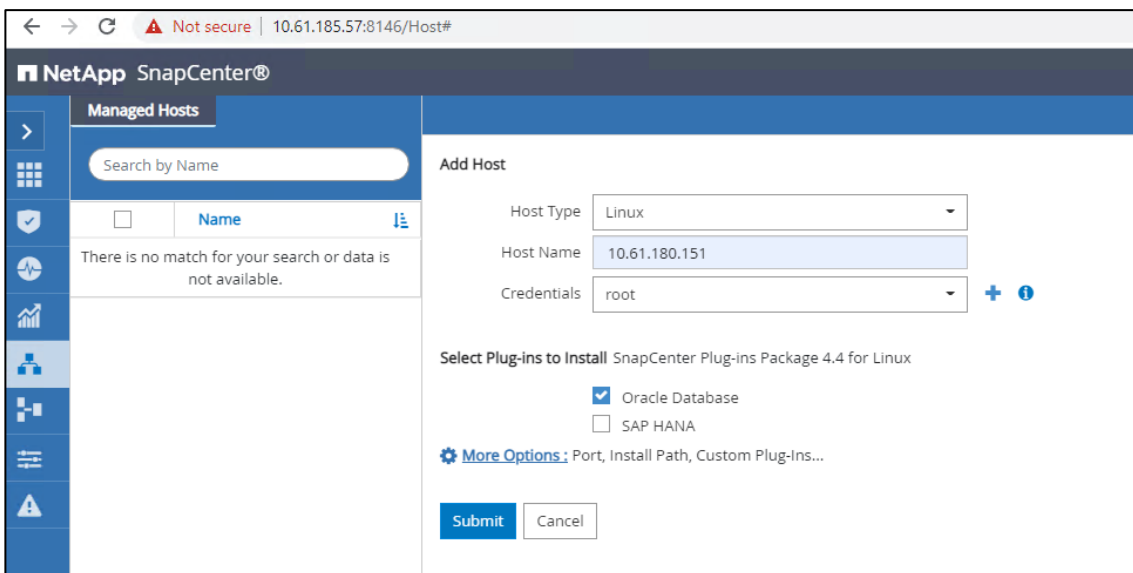 Not secure | 10.61.185.57:8146/Host#
NetApp SnapCenter®
Managed Hosts
Search by Name
Name
There is no match for your search or data is
not available.
Add Host
Host Type Linux
Host Name 10.61.180.151
Credentials root
Select Plug-ins to Install SnapCenter Plug-ins Package 4.4 for Linux
Oracle Database
SAP HANA
More Options : Port, Install Path, Custom Plug-Ins...
Submit Cancel